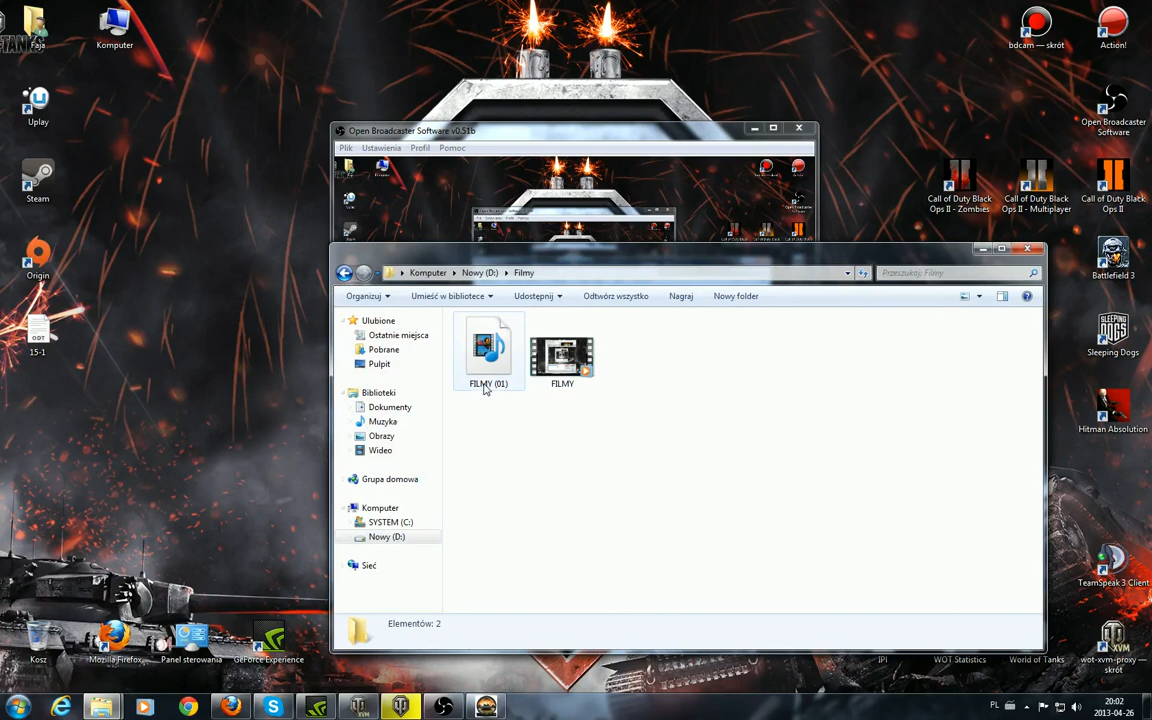 TANKS
Faja
Komputer
bdcam — skrót
Action!
Uplay
Open Broadcaster
Software
Steam
Call of Duty Black
Ops II - Zombies
Call of Duty Black
Ops II - Multiplayer
Call of Duty Black
Ops II
Origin
Battlefield 3
ODT
15-1
Sleeping Dogs
Hitman Absolution
TeamSpeak 3 Client
Open Broadcaster Software v0.51b
Plik Ustawienia Profil Pomoc
Komputer Nowy (D:) Filmy
Przeszukaj: Filmy
Organizuj Umieść w bibliotece Udostępnij Odtwórz wszystko Nagraj Nowy folder
Ulubione
Ostatnie miejsca
Pobrane
Pulpit
Biblioteki
Dokumenty
Muzyka
Obrazy
Wideo
Grupa domowa
Komputer
SYSTEM (C:)
Nowy (D:)
Sieć
FILMY (01)
FILMY
Elementów: 2
Kosz
Mozilla Firefox
Panel sterowania
GeForce Experience
IPI
WOT Statistics
World of Tanks
XVM
wot-xvm-proxy —
skrót
PL
20:02
2013-04-26